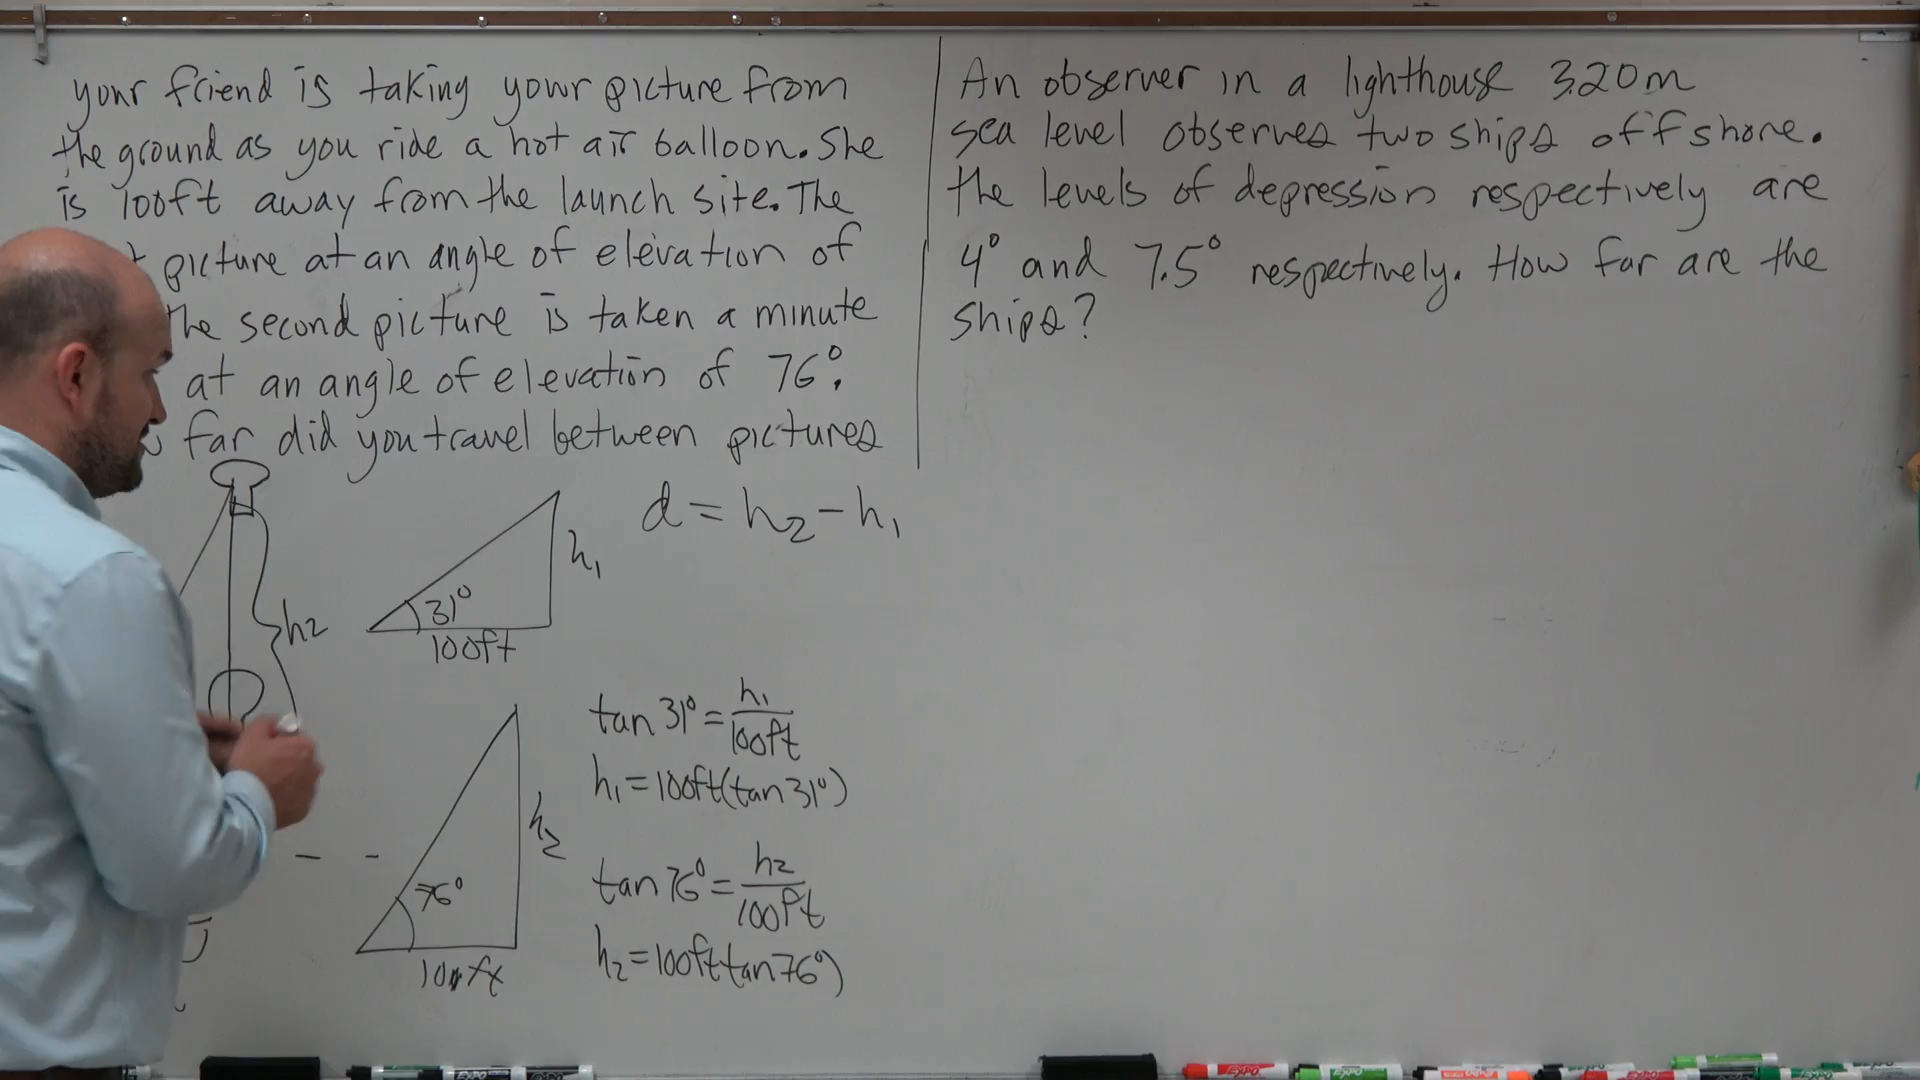 your friend is taking your picture from
the ground as you ride a hot air balloon. She
is 100ft away from the launch site. The
picture at an angle of elevation of
the second picture is taken a minute
at an angle of elevation of 76°.
far did you travel between pictures
d = h2 - h1
h1
31°
100ft
h2
tan 31° = h1/100ft
h1 = 100ft(tan 31°)
h2
76°
100ft
tan 76° = h2/100ft
h2 = 100ft tan 76°)
An observer in a lighthouse 320m
sea level observes two ships offshore.
the levels of depression respectively are
4° and 7.5° respectively. How far are the
ships?
EXPO